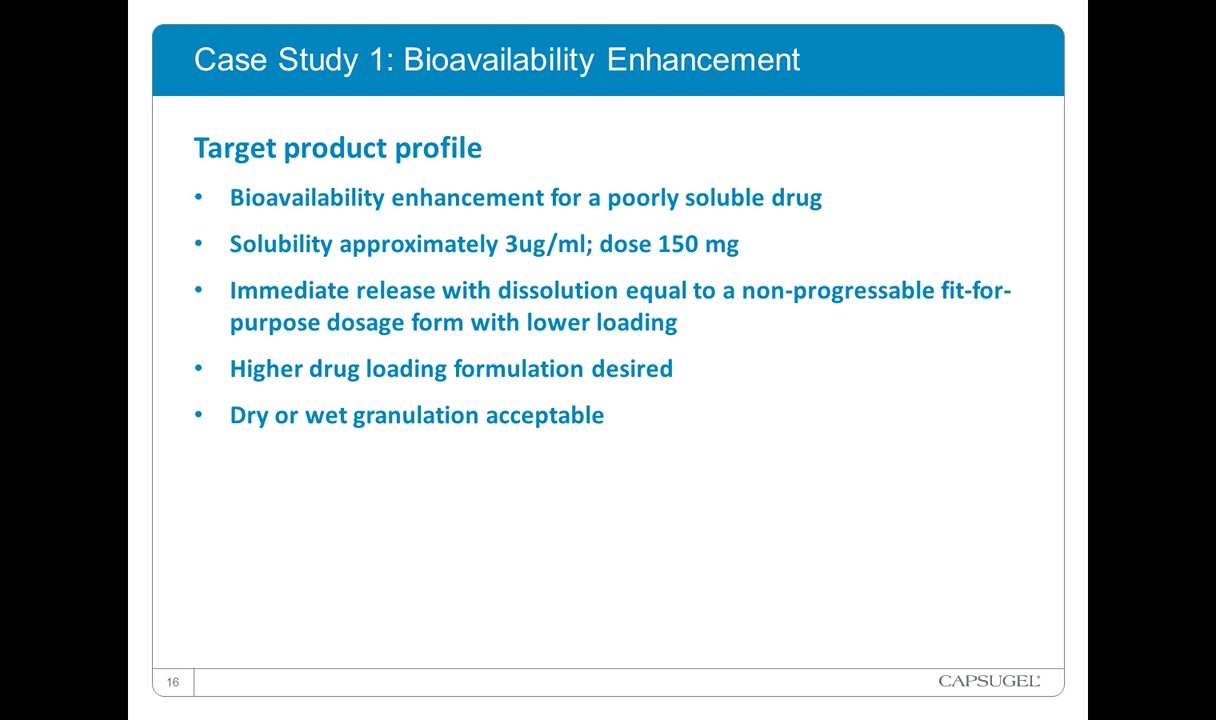 Case Study 1: Bioavailability Enhancement
Target product profile
• Bioavailability enhancement for a poorly soluble drug
• Solubility approximately 3ug/ml; dose 150 mg
• Immediate release with dissolution equal to a non-progressable fit-for-
purpose dosage form with lower loading
• Higher drug loading formulation desired
• Dry or wet granulation acceptable
16
CAPSUGEL®